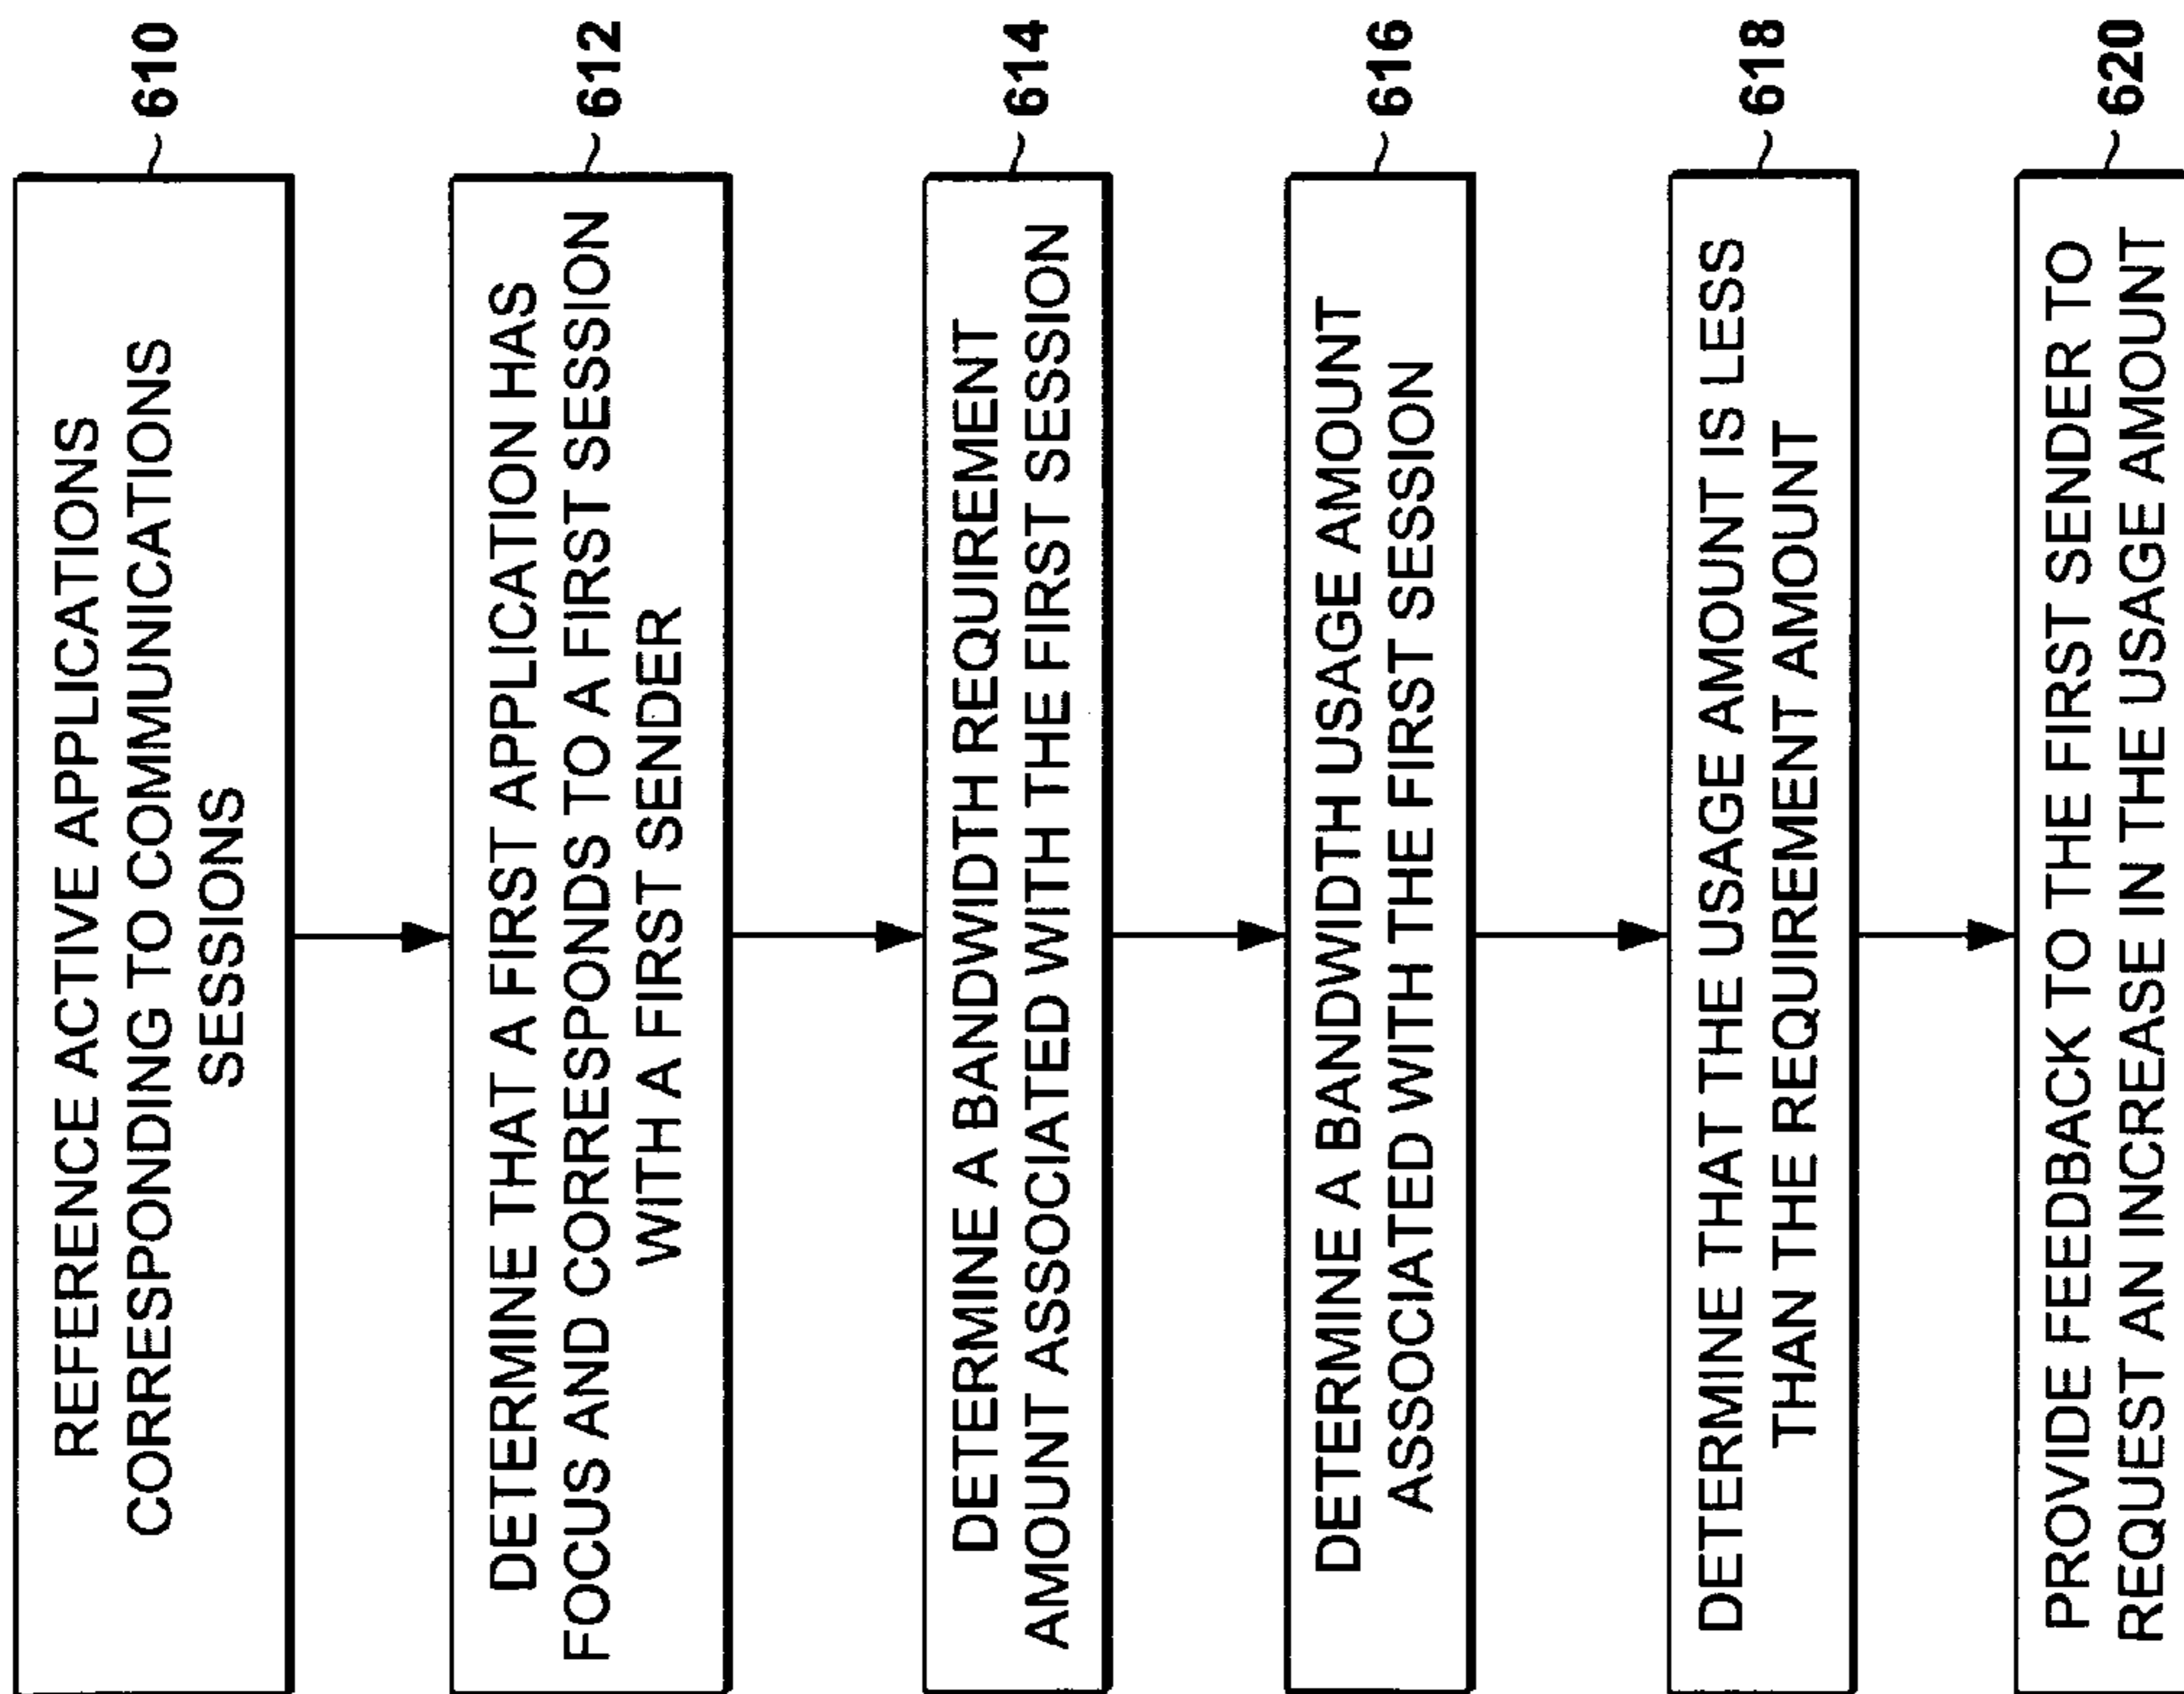 REFERENCE ACTIVE APPLICATIONS
CORRESPONDING TO COMMUNICATIONS
SESSIONS
610
DETERMINE THAT A FIRST APPLICATION HAS
FOCUS AND CORRESPONDS TO A FIRST SESSION
WITH A FIRST SENDER
612
DETERMINE A BANDWIDTH REQUIREMENT
AMOUNT ASSOCIATED WITH THE FIRST SESSION
614
DETERMINE A BANDWIDTH USAGE AMOUNT
ASSOCIATED WITH THE FIRST SESSION
616
DETERMINE THAT THE USAGE AMOUNT IS LESS
THAN THE REQUIREMENT AMOUNT
618
PROVIDE FEEDBACK TO THE FIRST SENDER TO
REQUEST AN INCREASE IN THE USAGE AMOUNT
620